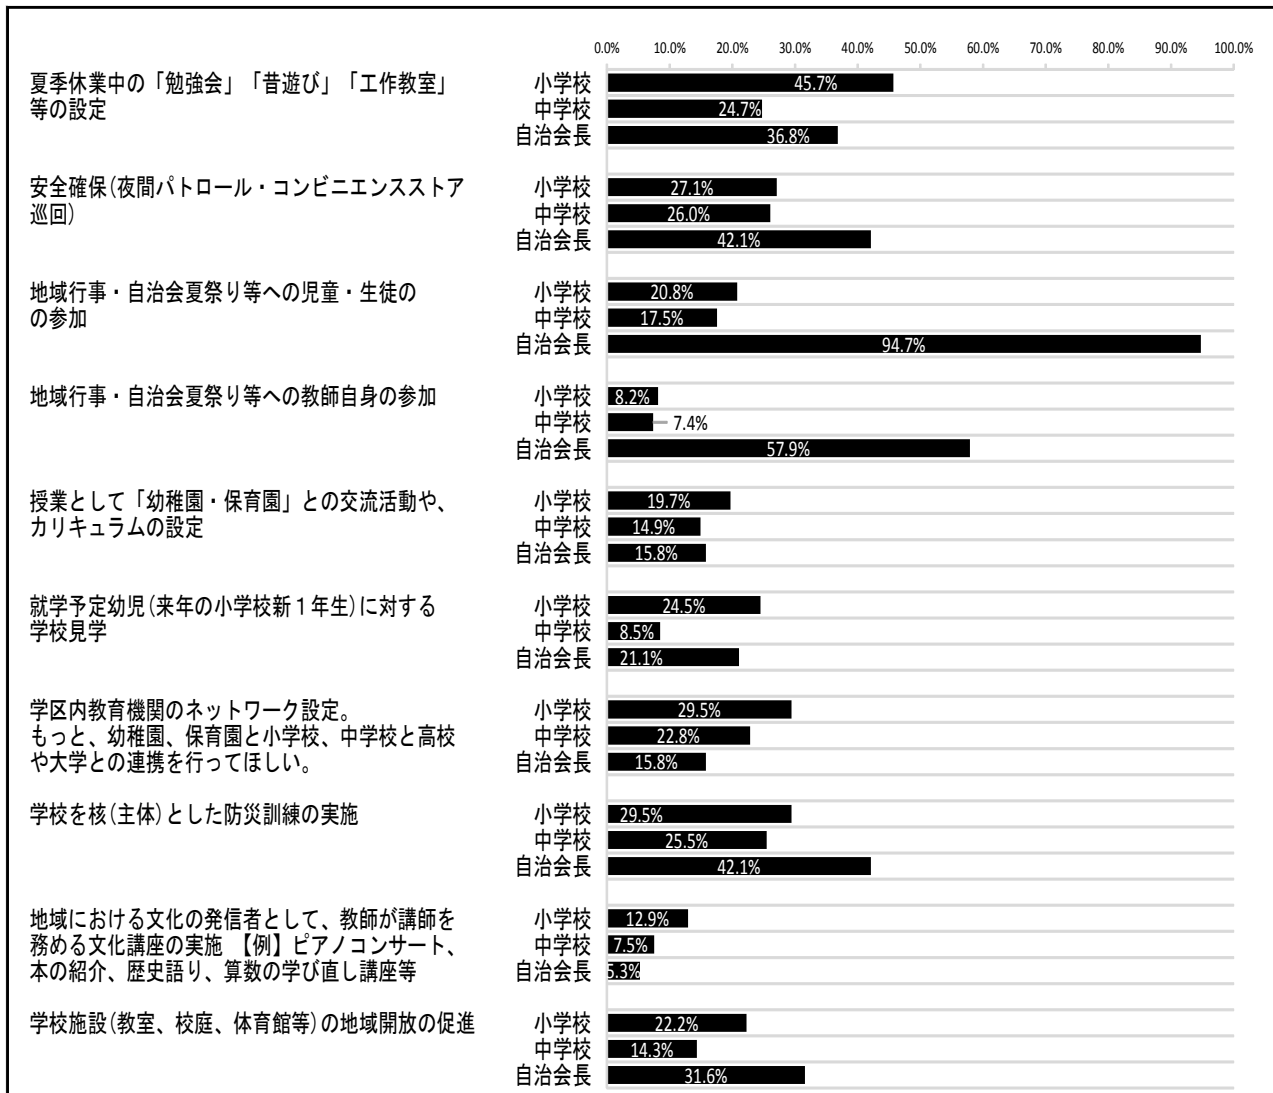 0.0% 10.0% 20.0% 30.0% 40.0% 50.0% 60.0% 70.0% 80.0% 90.0% 100.0%
夏季休業中の「勉強会」「昔遊び」「工作教室」
等の設定
小学校 45.7%
中学校 24.7%
自治会長 36.8%
安全確保(夜間パトロール・コンビニエンスストア
巡回)
小学校 27.1%
中学校 26.0%
自治会長 42.1%
地域行事・自治会夏祭り等への児童・生徒の
の参加
小学校 20.8%
中学校 17.5%
自治会長 94.7%
地域行事・自治会夏祭り等への教師自身の参加
小学校 8.2%
中学校 7.4%
自治会長 57.9%
授業として「幼稚園・保育園」との交流活動や、
カリキュラムの設定
小学校 19.7%
中学校 14.9%
自治会長 15.8%
就学予定幼児(来年の小学校新1年生)に対する
学校見学
小学校 24.5%
中学校 8.5%
自治会長 21.1%
学区内教育機関のネットワーク設定。
もっと、幼稚園、保育園と小学校、中学校と高校
や大学との連携を行ってほしい。
小学校 29.5%
中学校 22.8%
自治会長 15.8%
学校を核(主体)とした防災訓練の実施
小学校 29.5%
中学校 25.5%
自治会長 42.1%
地域における文化の発信者として、教師が講師を
務める文化講座の実施 【例】ピアノコンサート、
本の紹介、歴史語り、算数の学び直し講座等
小学校 12.9%
中学校 7.5%
自治会長 5.3%
学校施設(教室、校庭、体育館等)の地域開放の促進
小学校 22.2%
中学校 14.3%
自治会長 31.6%